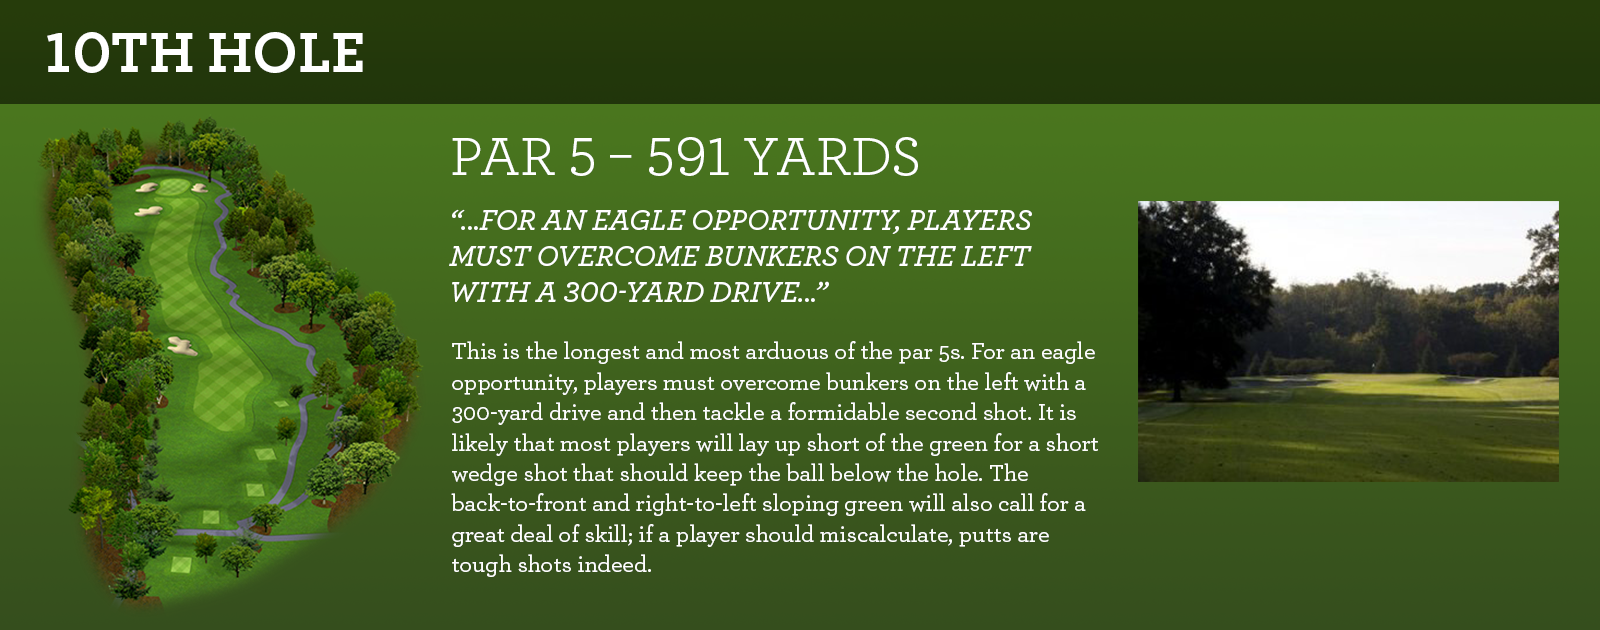 10TH HOLE
PAR 5 – 591 YARDS
“...FOR AN EAGLE OPPORTUNITY, PLAYERS
MUST OVERCOME BUNKERS ON THE LEFT
WITH A 300-YARD DRIVE...”
This is the longest and most arduous of the par 5s. For an eagle
opportunity, players must overcome bunkers on the left with a
300-yard drive and then tackle a formidable second shot. It is
likely that most players will lay up short of the green for a short
wedge shot that should keep the ball below the hole. The
back-to-front and right-to-left sloping green will also call for a
great deal of skill; if a player should miscalculate, putts are
tough shots indeed.